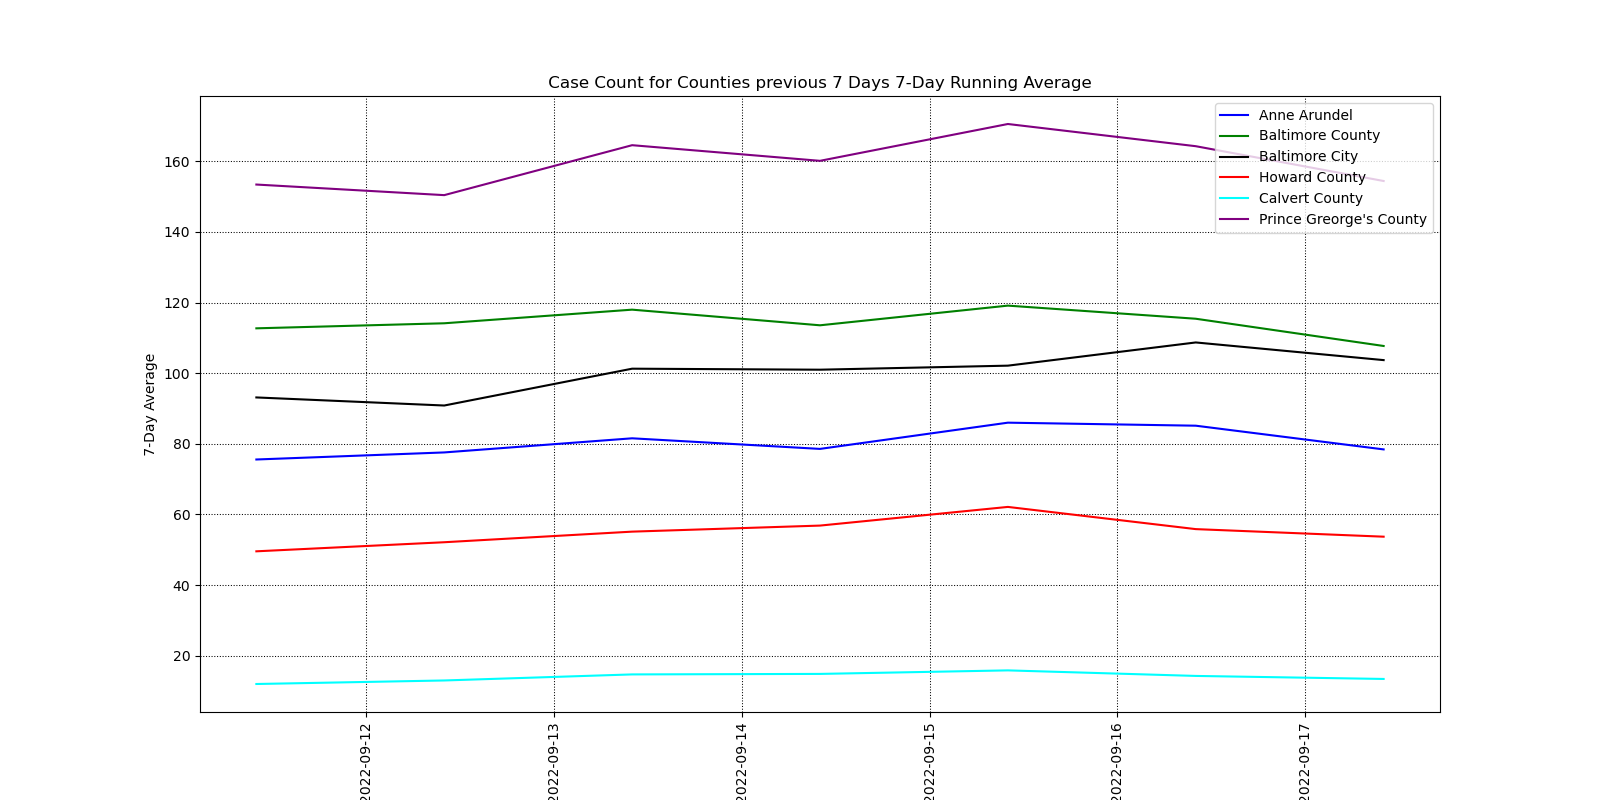 Case Count for Counties previous 7 Days 7-Day Running Average
Anne Arundel
Baltimore County
Baltimore City
Howard County
Calvert County
Prince Greorge's County
7-Day Average
160
140
120
100
80
60
40
20
2022-09-12
2022-09-13
2022-09-14
2022-09-15
2022-09-16
2022-09-17